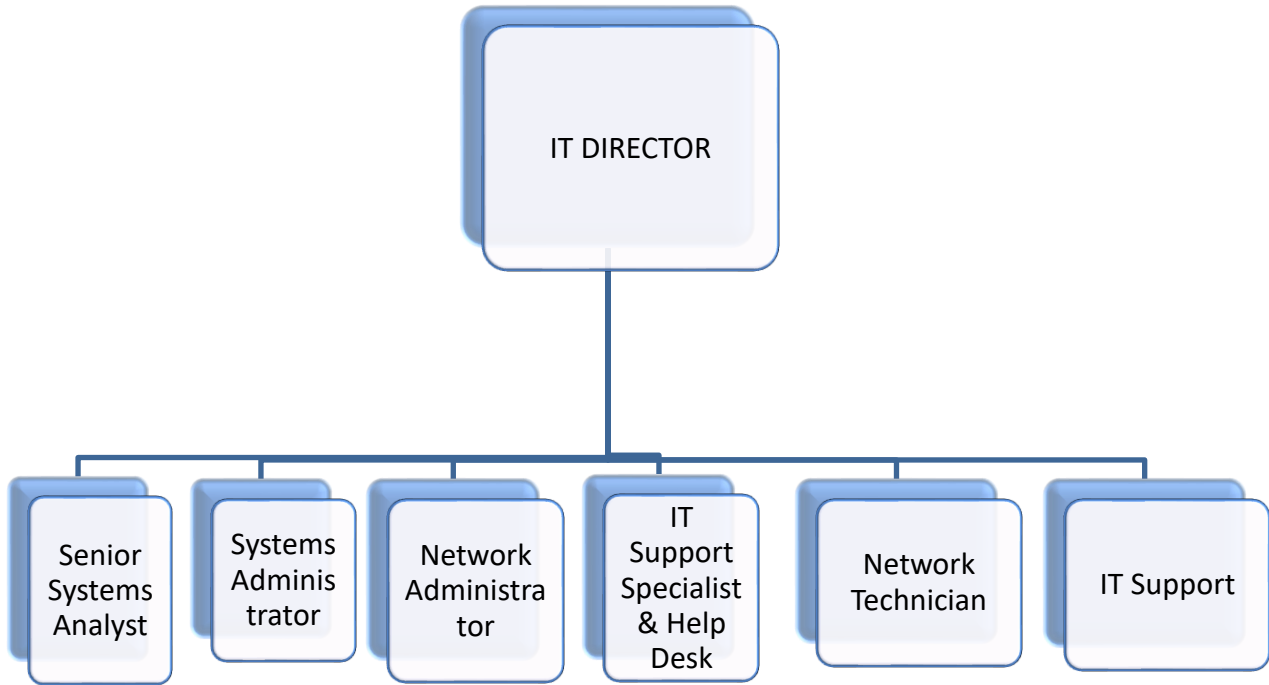 IT DIRECTOR
Senior
Systems
Analyst
Systems
Adminis
trator
Network
Administra
tor
IT
Support
Specialist
& Help
Desk
Network
Technician
IT Support